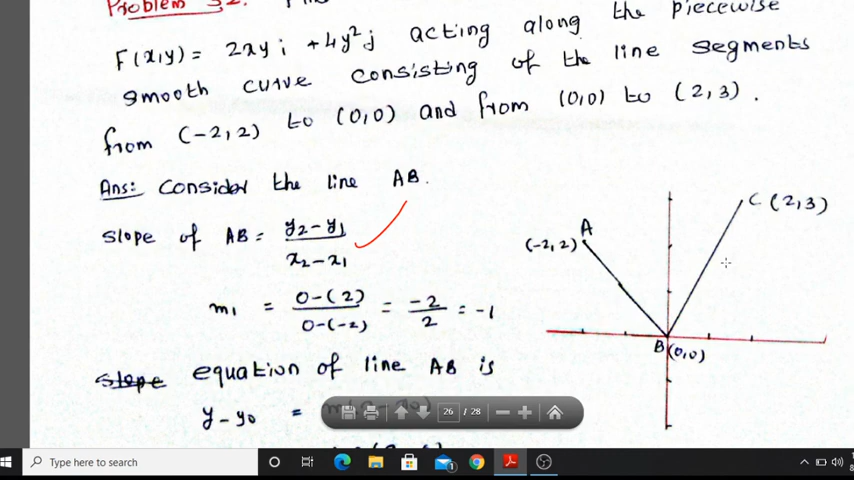 Problem 32:
F(x,y) = 2xy i + 4y²j acting along the piecewise
smooth curve consisting of the line segments
from (-2,2) to (0,0) and from (0,0) to (2,3).
Ans: Consider the line AB.
slope of AB = y₂-y₁ / x₂-x₁
m₁ = 0-(2) / 0-(-2) = -2/2 = -1
slope equation of line AB is
y-y₀ =
A
(-2,2)
B(0,0)
C (2,3)
26 / 28
Type here to search